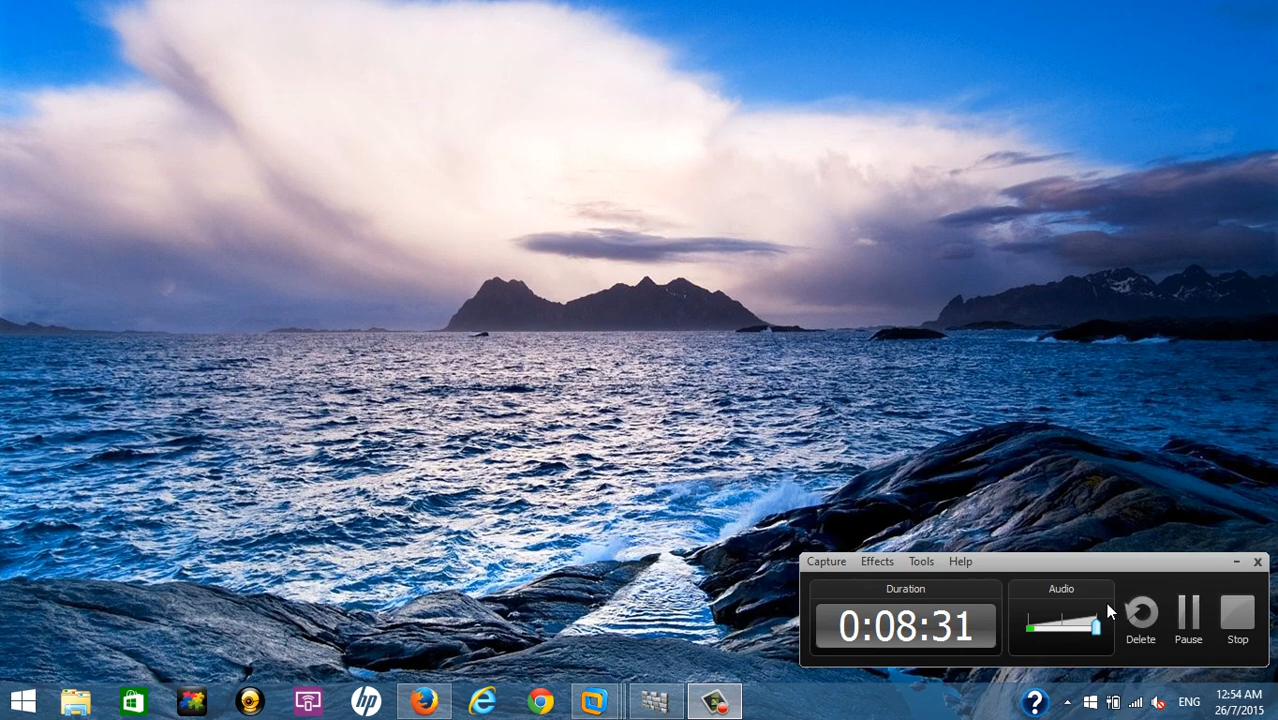 Capture Effects Tools Help
Duration
Audio
0:08:31
Delete Pause Stop
hp
?
ENG
12:54 AM
26/7/2015